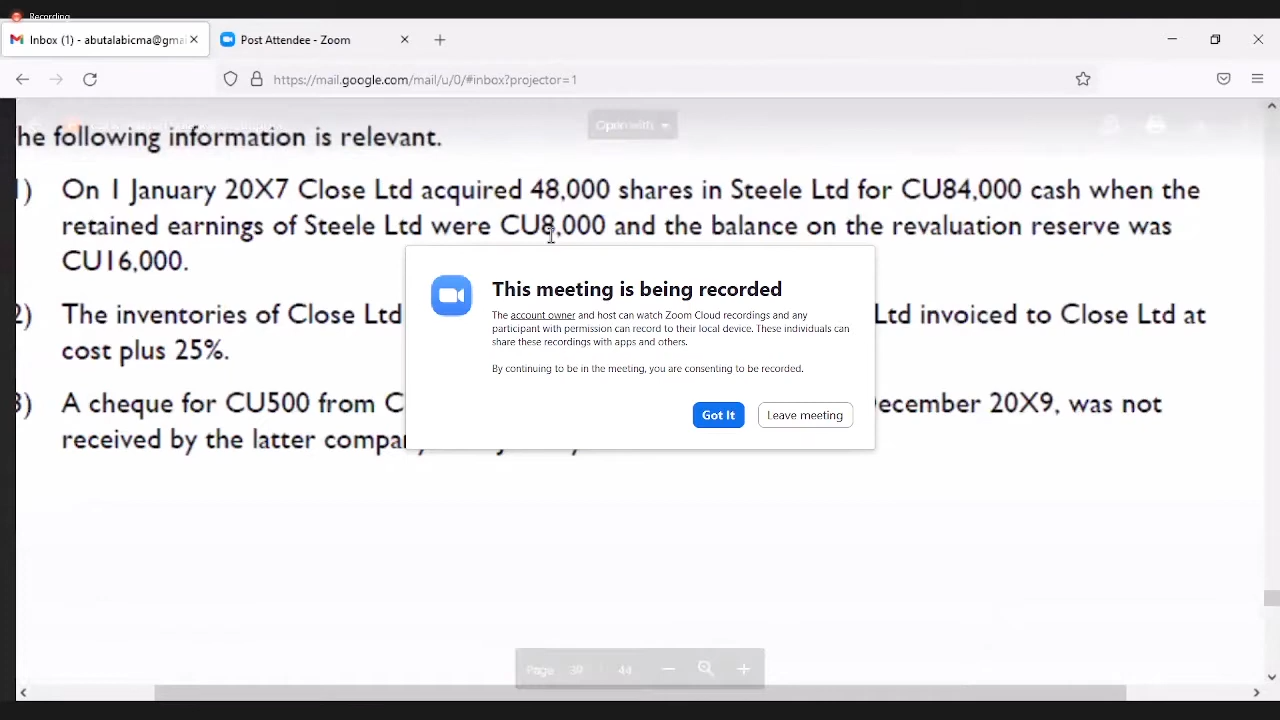 Recording
Inbox (1) - abutalabicma@gmai
Post Attendee - Zoom
https://mail.google.com/mail/u/0/#inbox?projector=1
Open with
he following information is relevant.
1) On 1 January 20X7 Close Ltd acquired 48,000 shares in Steele Ltd for CU84,000 cash when the
retained earnings of Steele Ltd were CU8,000 and the balance on the revaluation reserve was
CU16,000.
2) The inventories of Close Ltd Ltd invoiced to Close Ltd at
cost plus 25%.
3) A cheque for CU500 from C ecember 20X9, was not
received by the latter compan
This meeting is being recorded
The account owner and host can watch Zoom Cloud recordings and any
participant with permission can record to their local device. These individuals can
share these recordings with apps and others.
By continuing to be in the meeting, you are consenting to be recorded.
Got It
Leave meeting
Page 39 / 44